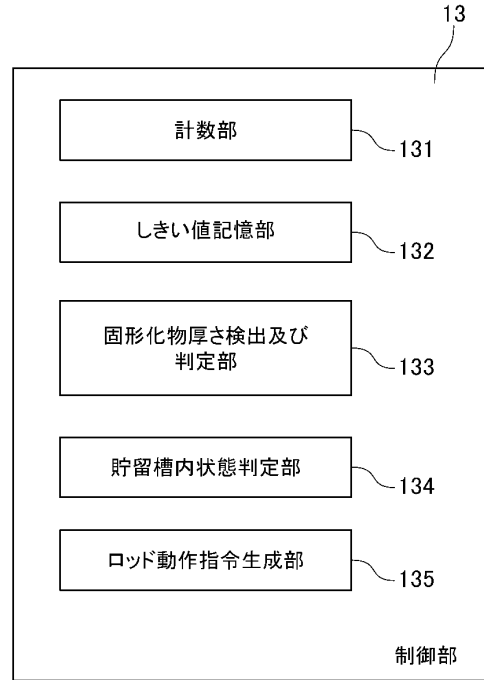 13
計数部
131
しきい値記憶部
132
固形化物厚さ検出及び
判定部
133
貯留槽内状態判定部
134
ロッド動作指令生成部
135
制御部